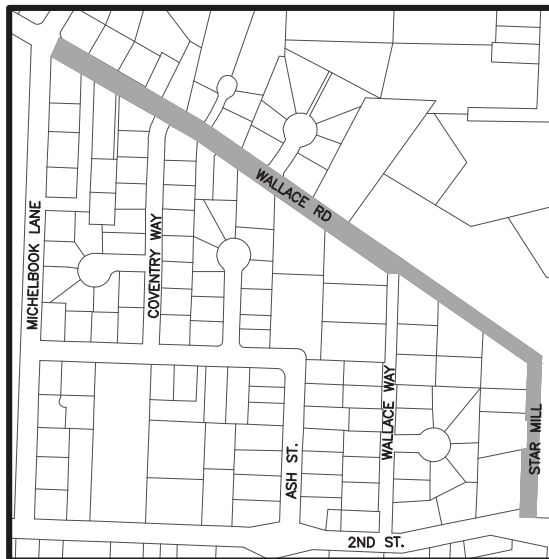 WALLACE RD
MICHELBOOK LANE
COVENTRY WAY
WALLACE WAY
STAR MILL
ASH ST.
2ND ST.